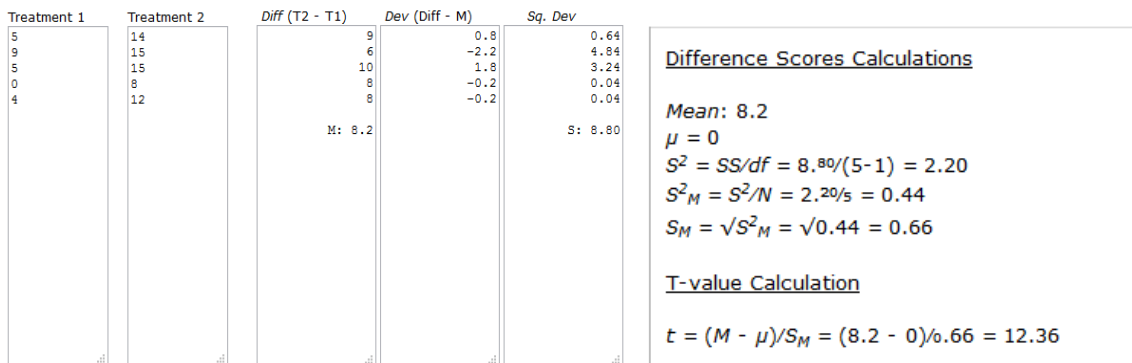 Treatment 1 Treatment 2 Diff (T2 - T1) Dev (Diff - M) Sq. Dev
5 14 9 0.8 0.64
9 15 6 -2.2 4.84
5 15 10 1.8 3.24
0 8 8 -0.2 0.04
4 12 8 -0.2 0.04
M: 8.2 S: 8.80
Difference Scores Calculations
Mean: 8.2
μ = 0
S² = SS/df = 8.80/(5-1) = 2.20
S²M = S²/N = 2.20/5 = 0.44
SM = √S²M = √0.44 = 0.66
T-value Calculation
t = (M - μ)/SM = (8.2 - 0)/0.66 = 12.36